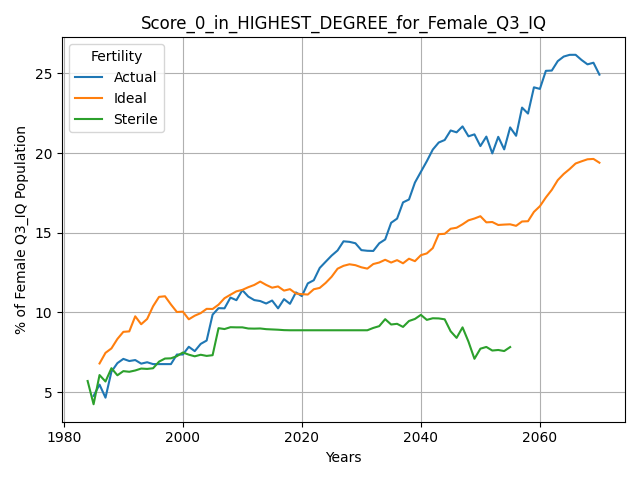 Score_0_in_HIGHEST_DEGREE_for_Female_Q3_IQ
Fertility
Actual
Ideal
Sterile
% of Female Q3_IQ Population
25
20
15
10
5
1980
2000
2020
2040
2060
Years